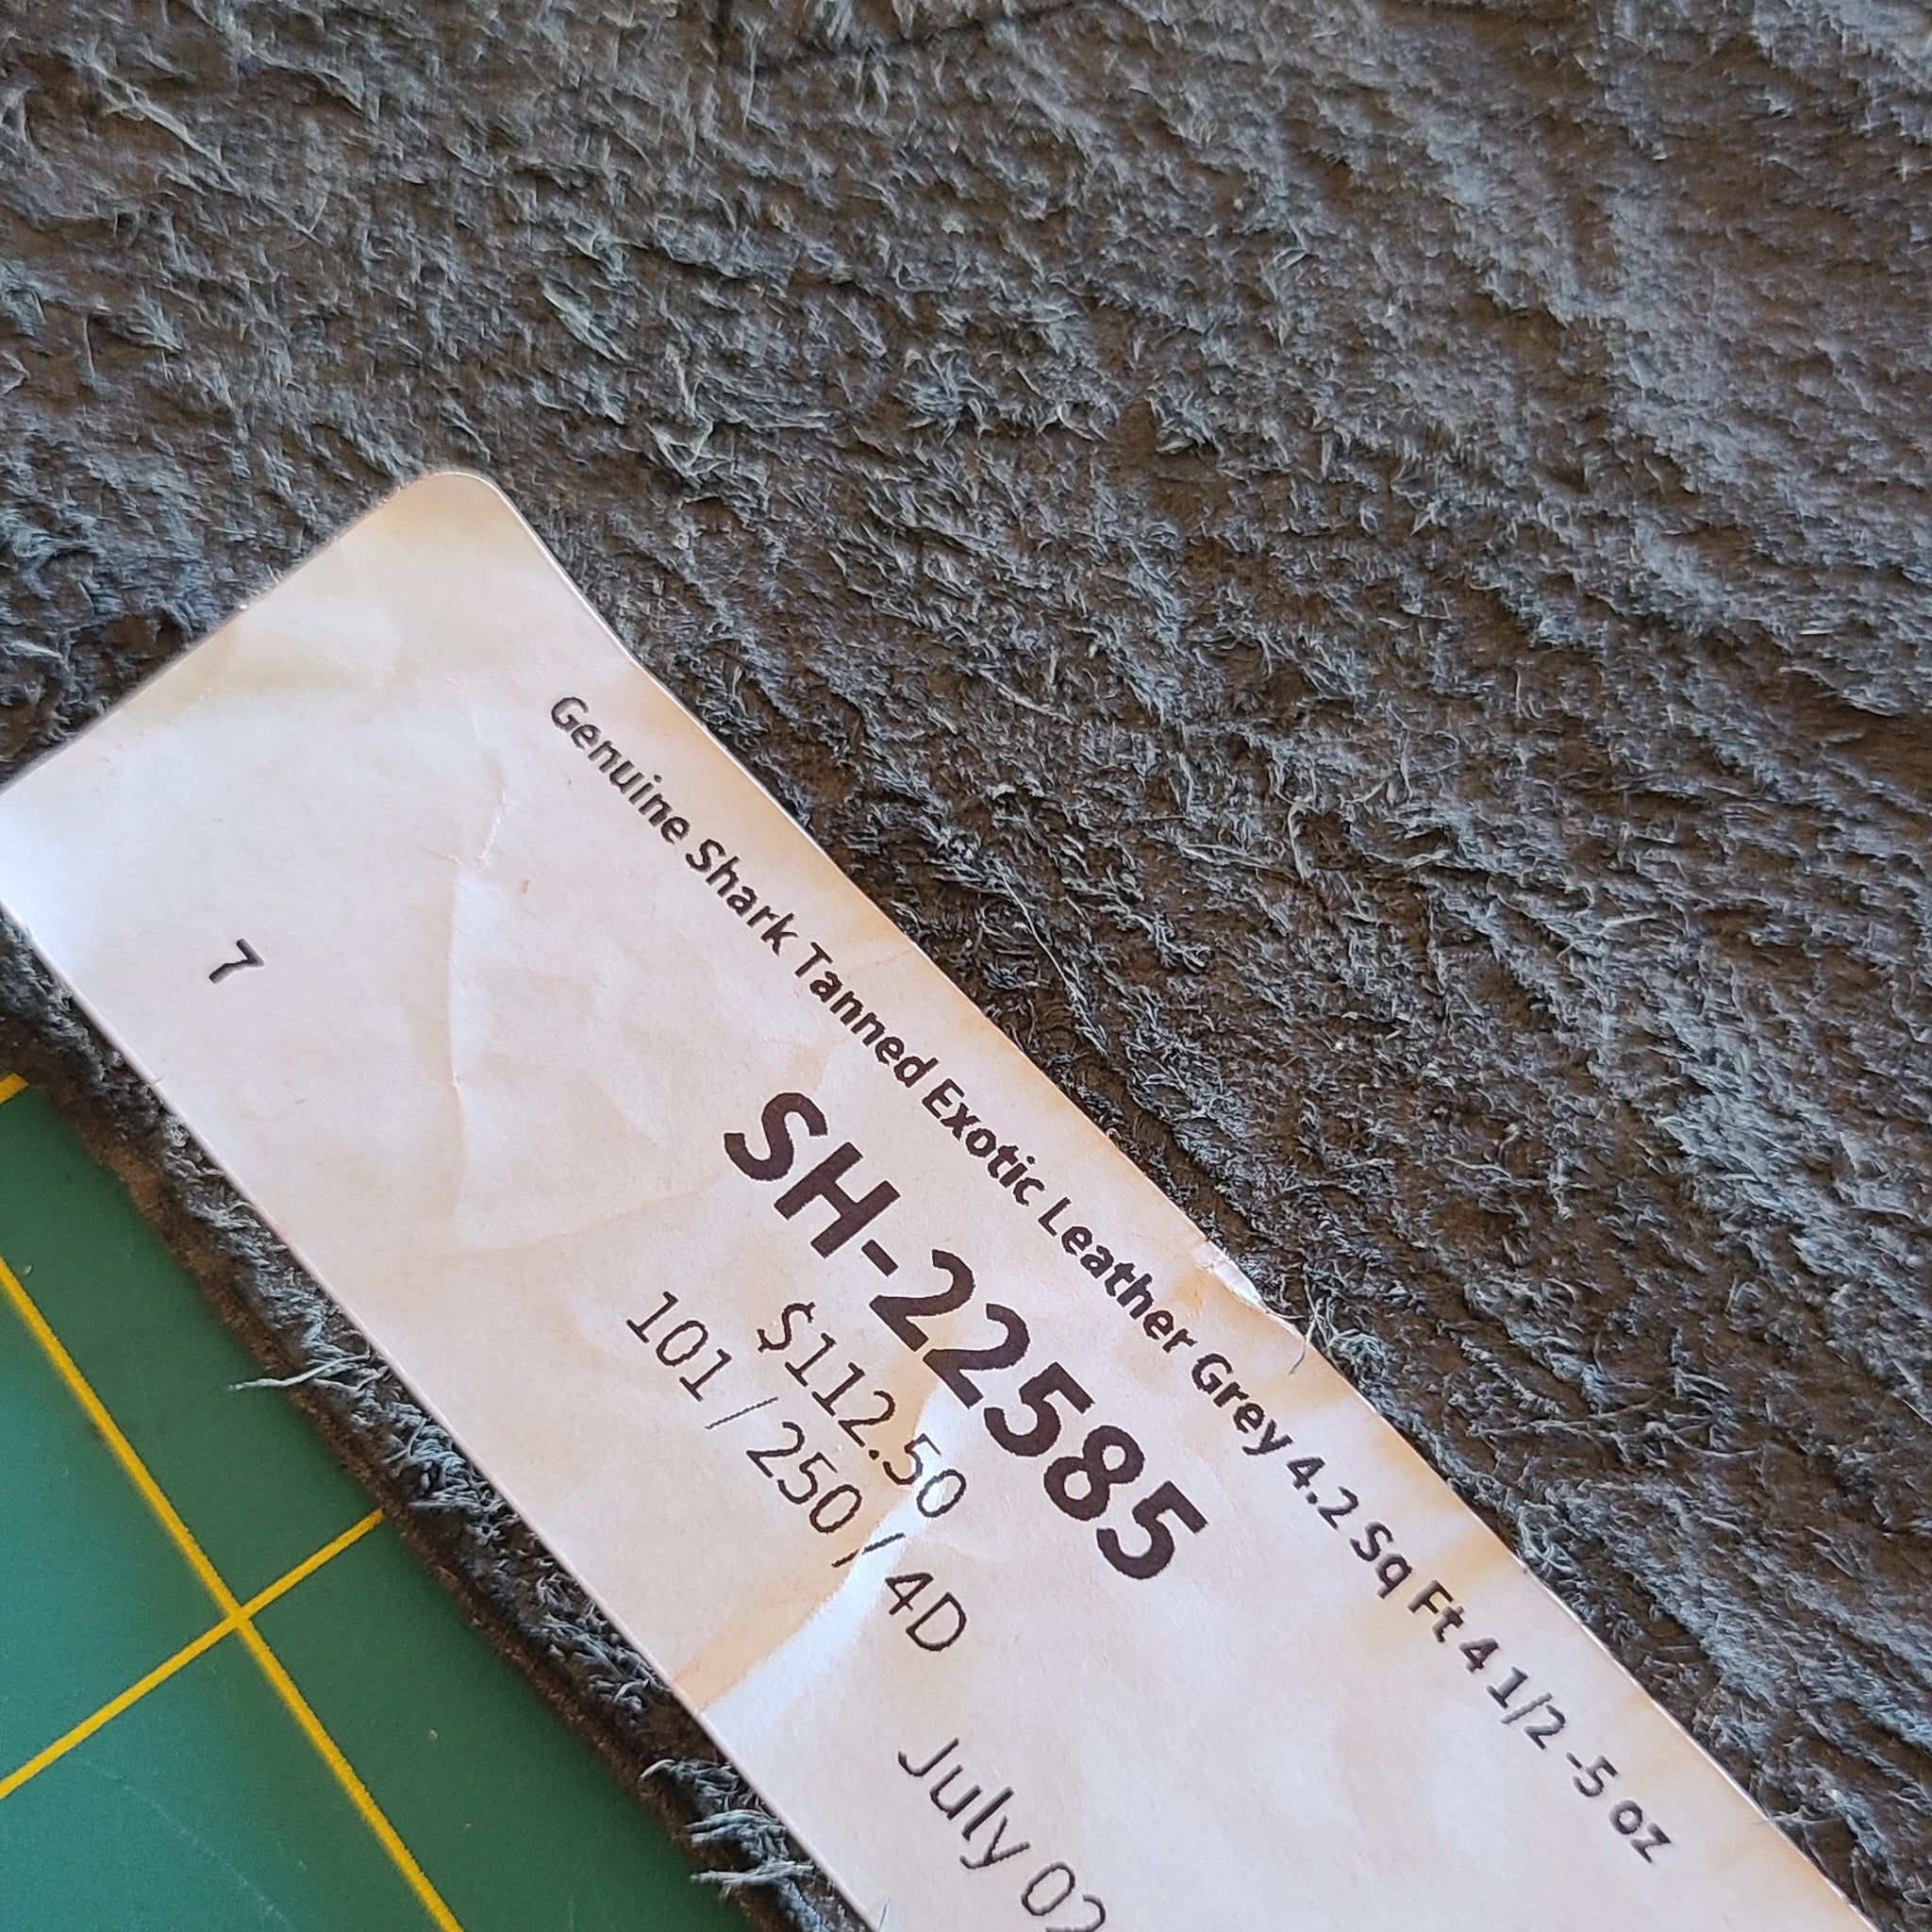 Genuine Shark Tanned Exotic Leather Grey 4.2 Sq Ft 4 1/2 -5 oz
SH-22585
$112.50
101 / 250 / 4D
July 02
7